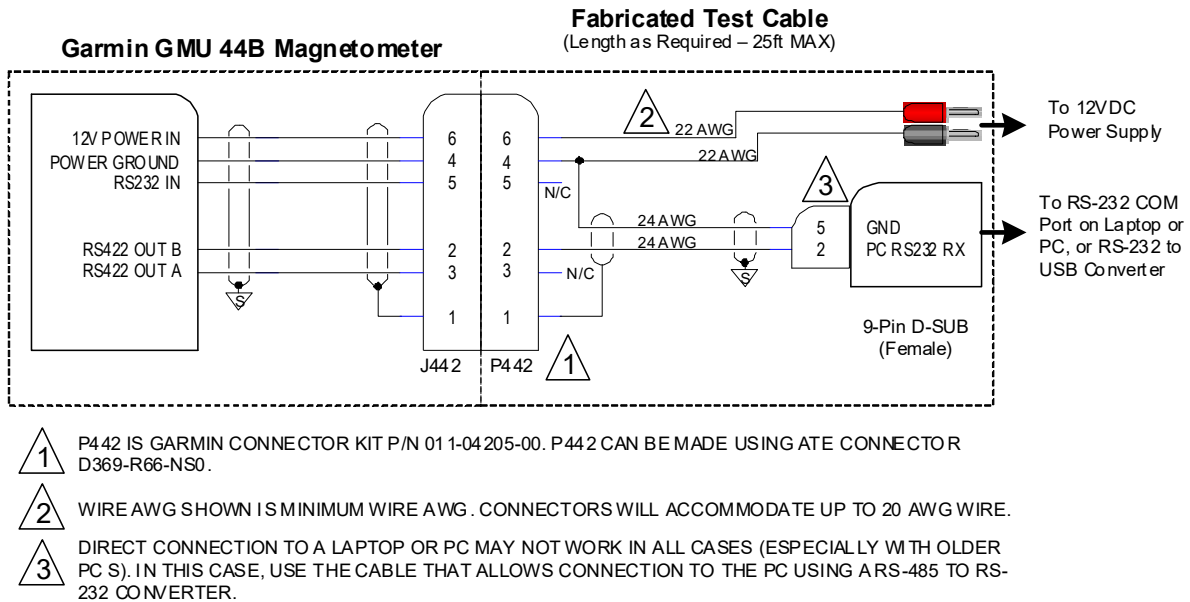 Fabricated Test Cable
(Length as Required – 25ft MAX)
Garmin GMU 44B Magnetometer
12V POWER IN
POWER GROUND
RS232 IN
RS422 OUT B
RS422 OUT A
S
6
4
5
2
3
1
J442
6
4
5
2
3
1
P442
1
N/C
N/C
2
22 AWG
22 AWG
24 AWG
24 AWG
S
3
5
2
GND
PC RS232 RX
9-Pin D-SUB
(Female)
To 12VDC
Power Supply
To RS-232 COM
Port on Laptop or
PC, or RS-232 to
USB Converter
1 P442 IS GARMIN CONNECTOR KIT P/N 011-04205-00. P442 CAN BE MADE USING ATE CONNECTOR
D369-R66-NS0.
2 WIRE AWG SHOWN IS MINIMUM WIRE AWG. CONNECTORS WILL ACCOMMODATE UP TO 20 AWG WIRE.
3 DIRECT CONNECTION TO A LAPTOP OR PC MAY NOT WORK IN ALL CASES (ESPECIALLY WITH OLDER
PC S). IN THIS CASE, USE THE CABLE THAT ALLOWS CONNECTION TO THE PC USING A RS-485 TO RS-
232 CONVERTER.